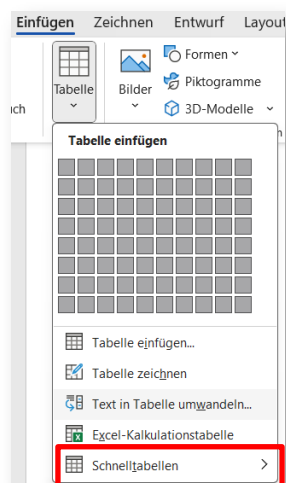 Einfügen Zeichnen Entwurf Layout
Formen
Piktogramme
3D-Modelle
Tabelle
Bilder
Tabelle einfügen
Tabelle einfügen...
Tabelle zeichnen
Text in Tabelle umwandeln...
Excel-Kalkulationstabelle
Schnelltabellen